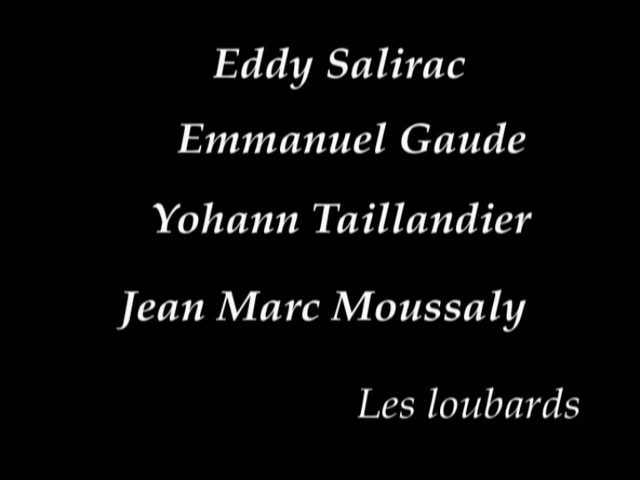 Eddy Salirac
Emmanuel Gaude
Yohann Taillandier
Jean Marc Moussaly
Les loubards